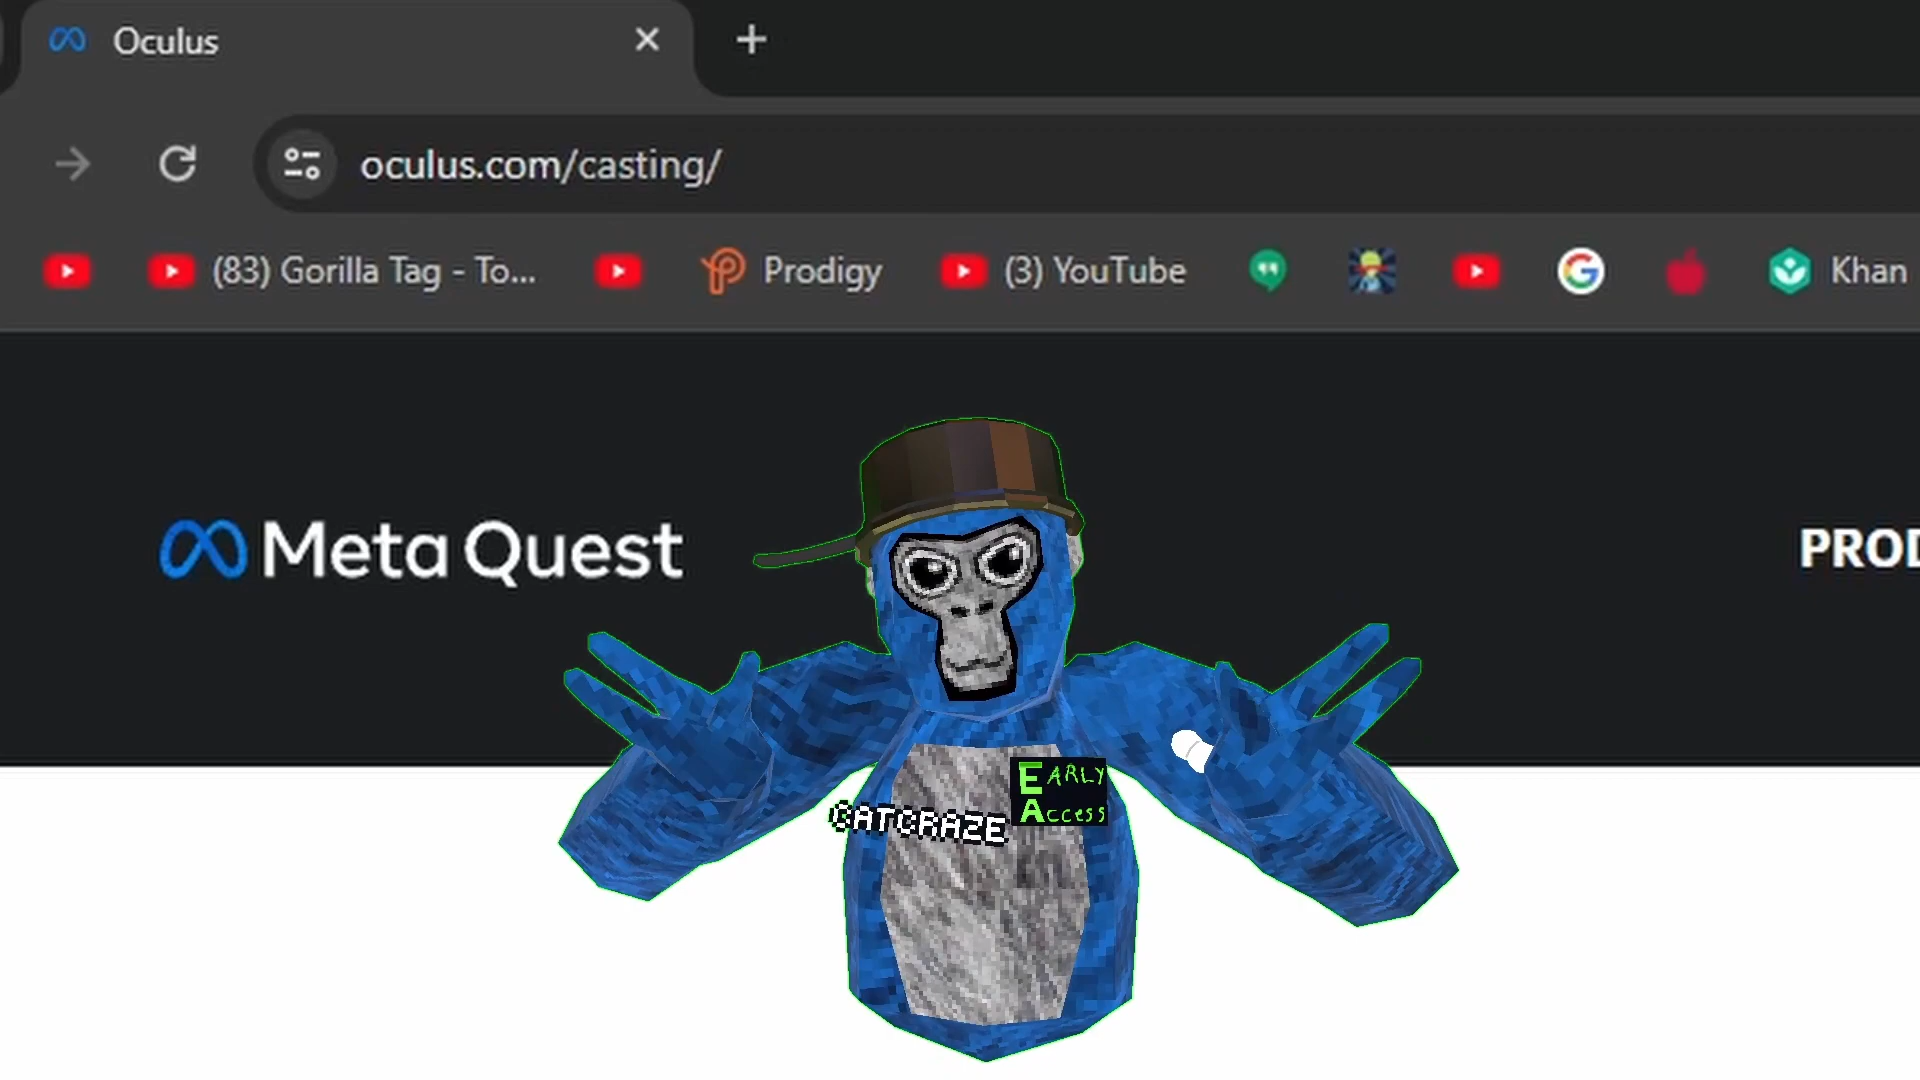 Oculus
oculus.com/casting/
(83) Gorilla Tag - To...
Prodigy
(3) YouTube
Khan
Meta Quest
PROD
EARLY
ACCESS
CATCRAZE